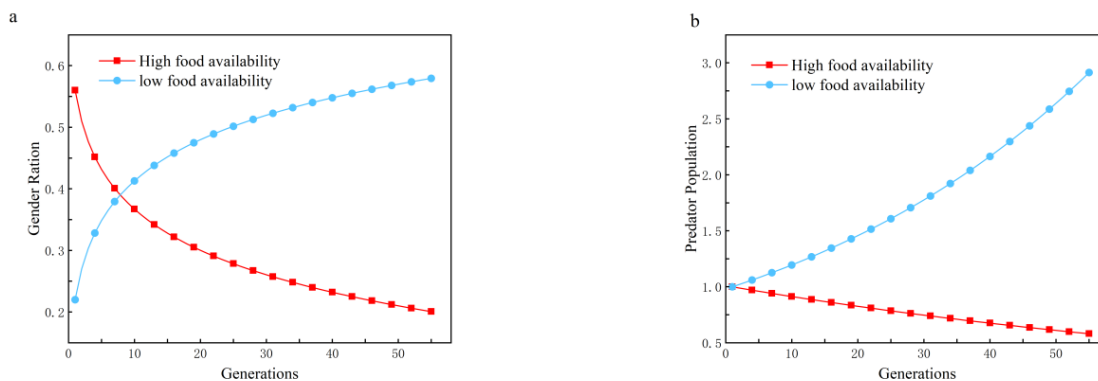 a
High food availability
low food availability
0.6
0.5
0.4
0.3
0.2
Gender Ration
0 10 20 30 40 50
Generations
b
High food availability
low food availability
3.0
2.5
2.0
1.5
1.0
0.5
Predator Population
0 10 20 30 40 50
Generations